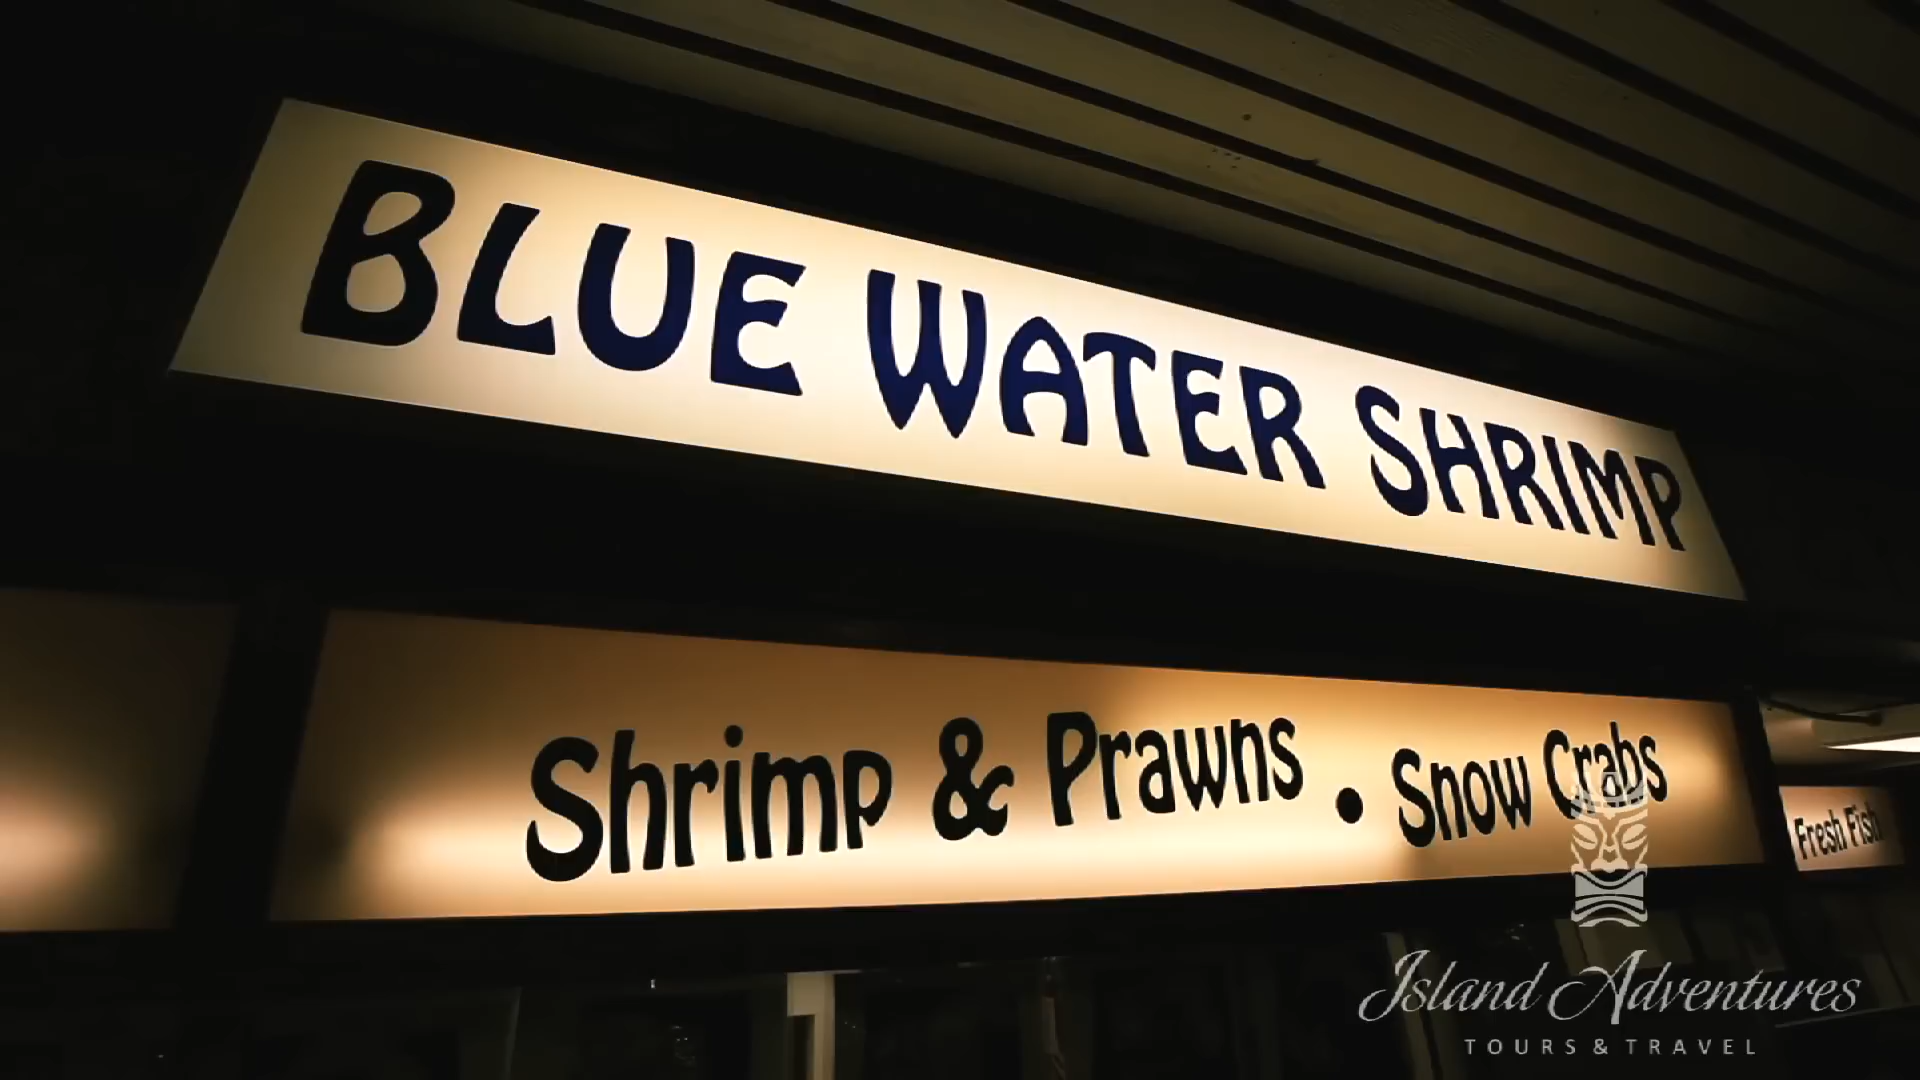 BLUE WATER SHRIMP
Shrimp & Prawns • Snow Crabs
Fresh Fish
Island Adventures
TOURS & TRAVEL